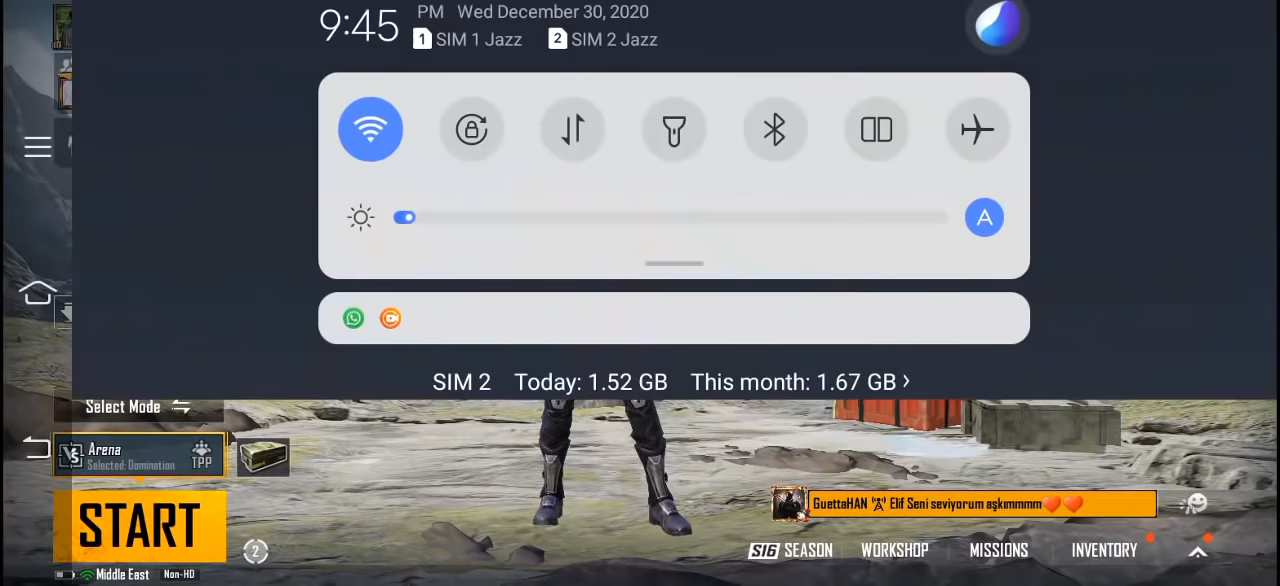 9:45
PM Wed December 30, 2020
1 SIM 1 Jazz 2 SIM 2 Jazz
A
SIM 2 Today: 1.52 GB This month: 1.67 GB ›
Select Mode
VS Arena
Selected: Domination TPP
START
2
GuettaHAN Elif Seni seviyorum aşkımmmm❤️❤️
S16 SEASON WORKSHOP MISSIONS INVENTORY
Middle East Non-HD